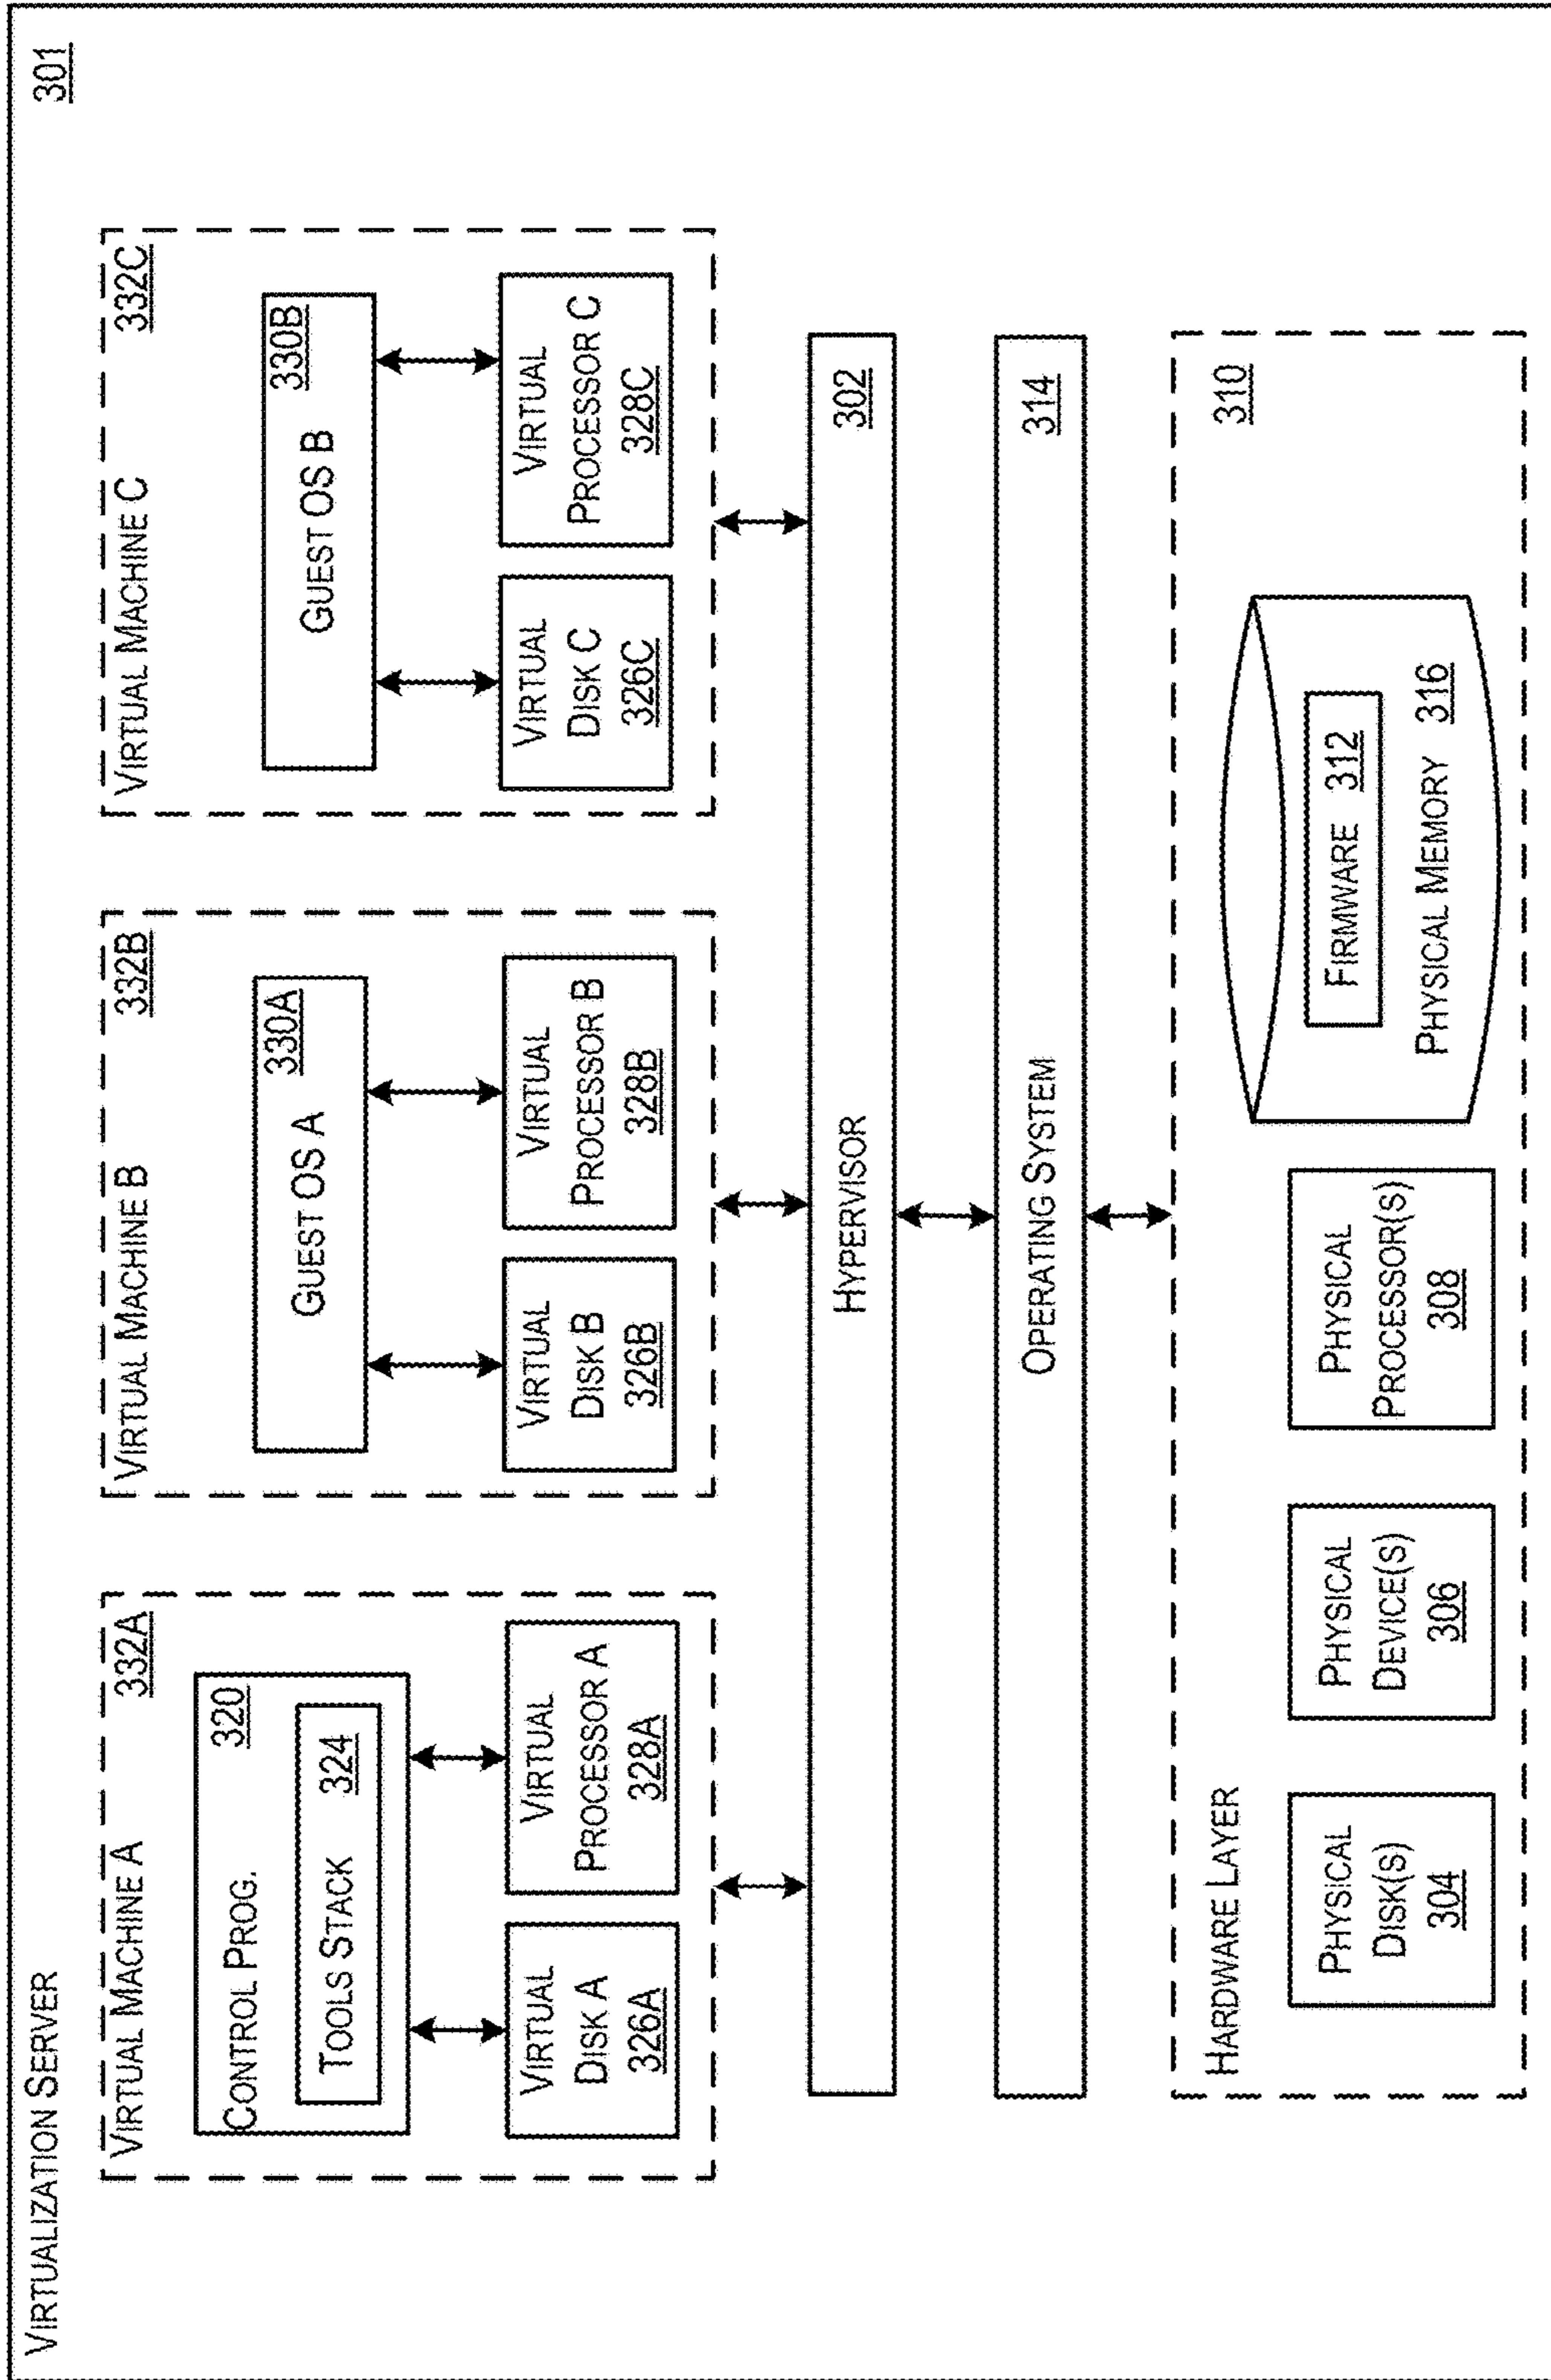 VIRTUALIZATION SERVER
301
VIRTUAL MACHINE A
332A
CONTROL PROG.
320
TOOLS STACK
324
VIRTUAL
DISK A
326A
VIRTUAL
PROCESSOR A
328A
VIRTUAL MACHINE B
332B
GUEST OS A
330A
VIRTUAL
DISK B
326B
VIRTUAL
PROCESSOR B
328B
VIRTUAL MACHINE C
332C
GUEST OS B
330B
VIRTUAL
DISK C
326C
VIRTUAL
PROCESSOR C
328C
HYPERVISOR
302
OPERATING SYSTEM
314
HARDWARE LAYER
310
PHYSICAL
DISK(S)
304
PHYSICAL
DEVICE(S)
306
PHYSICAL
PROCESSOR(S)
308
FIRMWARE 312
PHYSICAL MEMORY 316